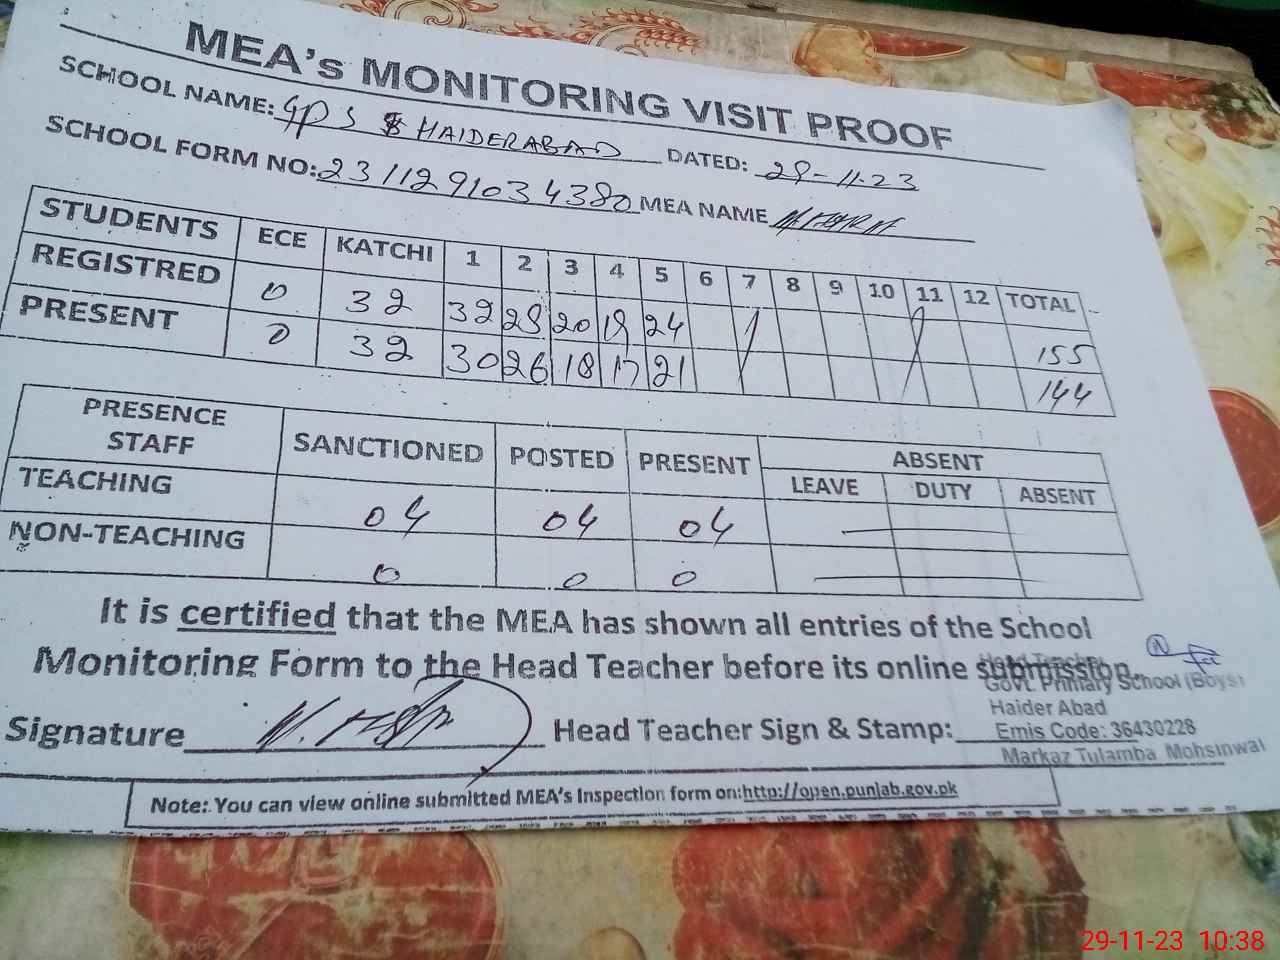 MEA's MONITORING VISIT PROOF
SCHOOL NAME: GPS HAIDERABAD DATED: 29-11-23
SCHOOL FORM NO: 2311291034380 MEA NAME
STUDENTS ECE KATCHI 1 2 3 4 5 6 7 8 9 10 11 12 TOTAL
REGISTRED 0 32 32 28 20 19 24 155
PRESENT 0 32 30 26 18 17 21 144
PRESENCE STAFF SANCTIONED POSTED PRESENT ABSENT
LEAVE DUTY ABSENT
TEACHING 04 04 04
NON-TEACHING 0 0 0
It is certified that the MEA has shown all entries of the School
Monitoring Form to the Head Teacher before its online submission.
Signature Head Teacher Sign & Stamp:
Head Teacher
Govt. Primary School (Boys)
Haider Abad
Emis Code: 36430228
Markaz Tulamba Mohsinwal
Note: You can view online submitted MEA's Inspection form on:http://open.punjab.gov.pk
29-11-23 10:38